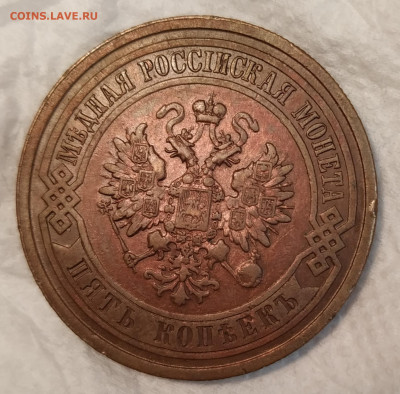 COINS.LAVE.RU
МѢДНАЯ РОССІЙСКАЯ МОНЕТА
ПЯТЬ КОПѢЕКЪ